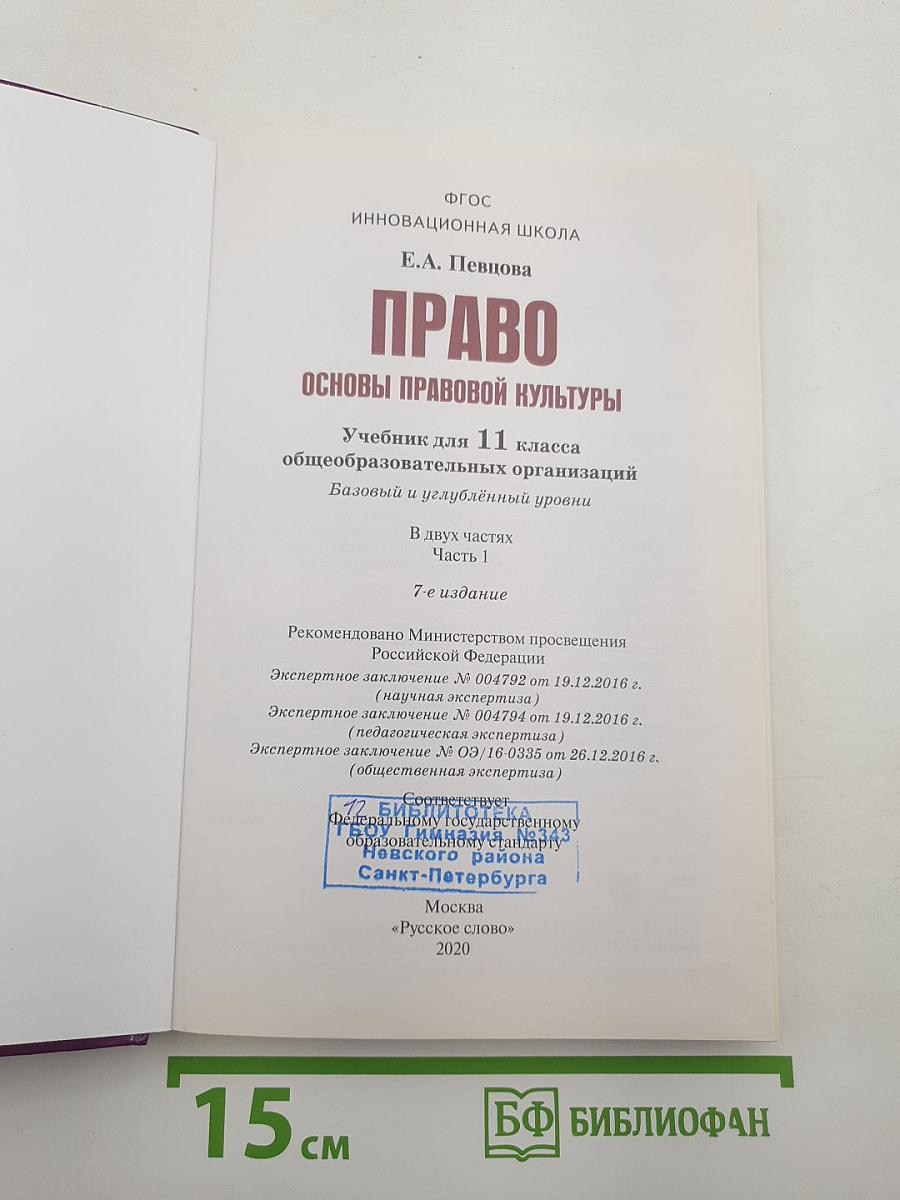 ФГОС
ИННОВАЦИОННАЯ ШКОЛА
Е.А. Певцова
ПРАВО
ОСНОВЫ ПРАВОВОЙ КУЛЬТУРЫ
Учебник для 11 класса
общеобразовательных организаций
Базовый и углублённый уровни
В двух частях
Часть 1
7-е издание
Рекомендовано Министерством просвещения
Российской Федерации
Экспертное заключение № 004792 от 19.12.2016 г.
(научная экспертиза)
Экспертное заключение № 004794 от 19.12.2016 г.
(педагогическая экспертиза)
Экспертное заключение № ОЭ/16-0335 от 26.12.2016 г.
(общественная экспертиза)
Соответствует
Федеральному государственному
образовательному стандарту
12 БИБЛИОТЕКА
ГБОУ Гимназия №343
Невского района
Санкт-Петербурга
Москва
«Русское слово»
2020
15 см
БФ БИБЛИОФАН